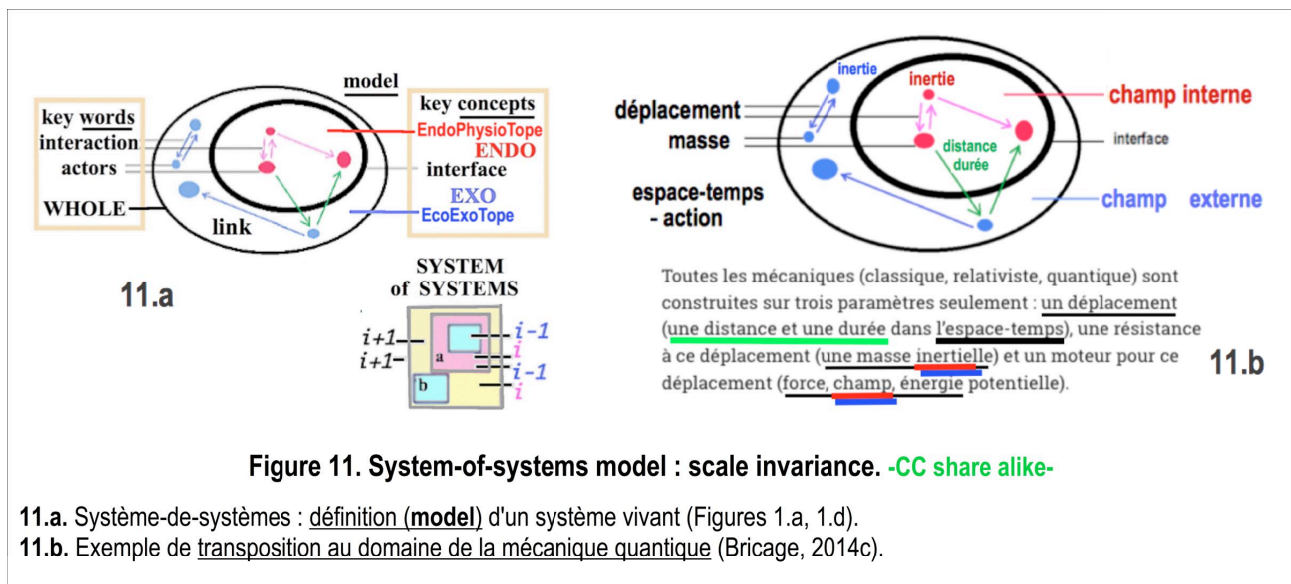 model
key words
interaction
actors
WHOLE
link
key concepts
EndoPhysioTope
ENDO
interface
EXO
EcoExoTope
11.a
SYSTEM
of SYSTEMS
i+1
i+1
a
b
i-1
i
i-1
i
inertie
inertie
déplacement
masse
champ interne
interface
distance
durée
espace-temps
- action
champ externe
Toutes les mécaniques (classique, relativiste, quantique) sont
construites sur trois paramètres seulement : un déplacement
(une distance et une durée dans l'espace-temps), une résistance
à ce déplacement (une masse inertielle) et un moteur pour ce
déplacement (force, champ, énergie potentielle).
11.b
Figure 11. System-of-systems model : scale invariance. -CC share alike-
11.a. Système-de-systèmes : définition (model) d'un système vivant (Figures 1.a, 1.d).
11.b. Exemple de transposition au domaine de la mécanique quantique (Bricage, 2014c).